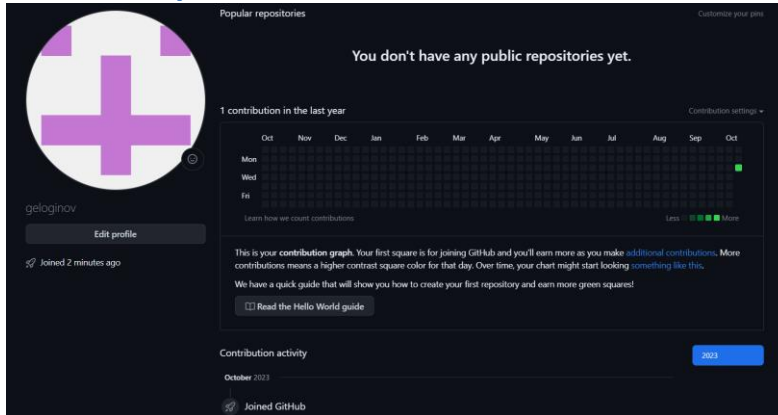 Popular repositories
Customize your pins
You don't have any public repositories yet.
1 contribution in the last year
Contribution settings
Oct Nov Dec Jan Feb Mar Apr May Jun Jul Aug Sep Oct
Mon
Wed
Fri
Learn how we count contributions
Less More
geloginov
Edit profile
Joined 2 minutes ago
This is your contribution graph. Your first square is for joining GitHub and you'll earn more as you make additional contributions. More
contributions means a higher contrast square color for that day. Over time, your chart might start looking something like this.
We have a quick guide that will show you how to create your first repository and earn more green squares!
Read the Hello World guide
Contribution activity
2023
October 2023
Joined GitHub